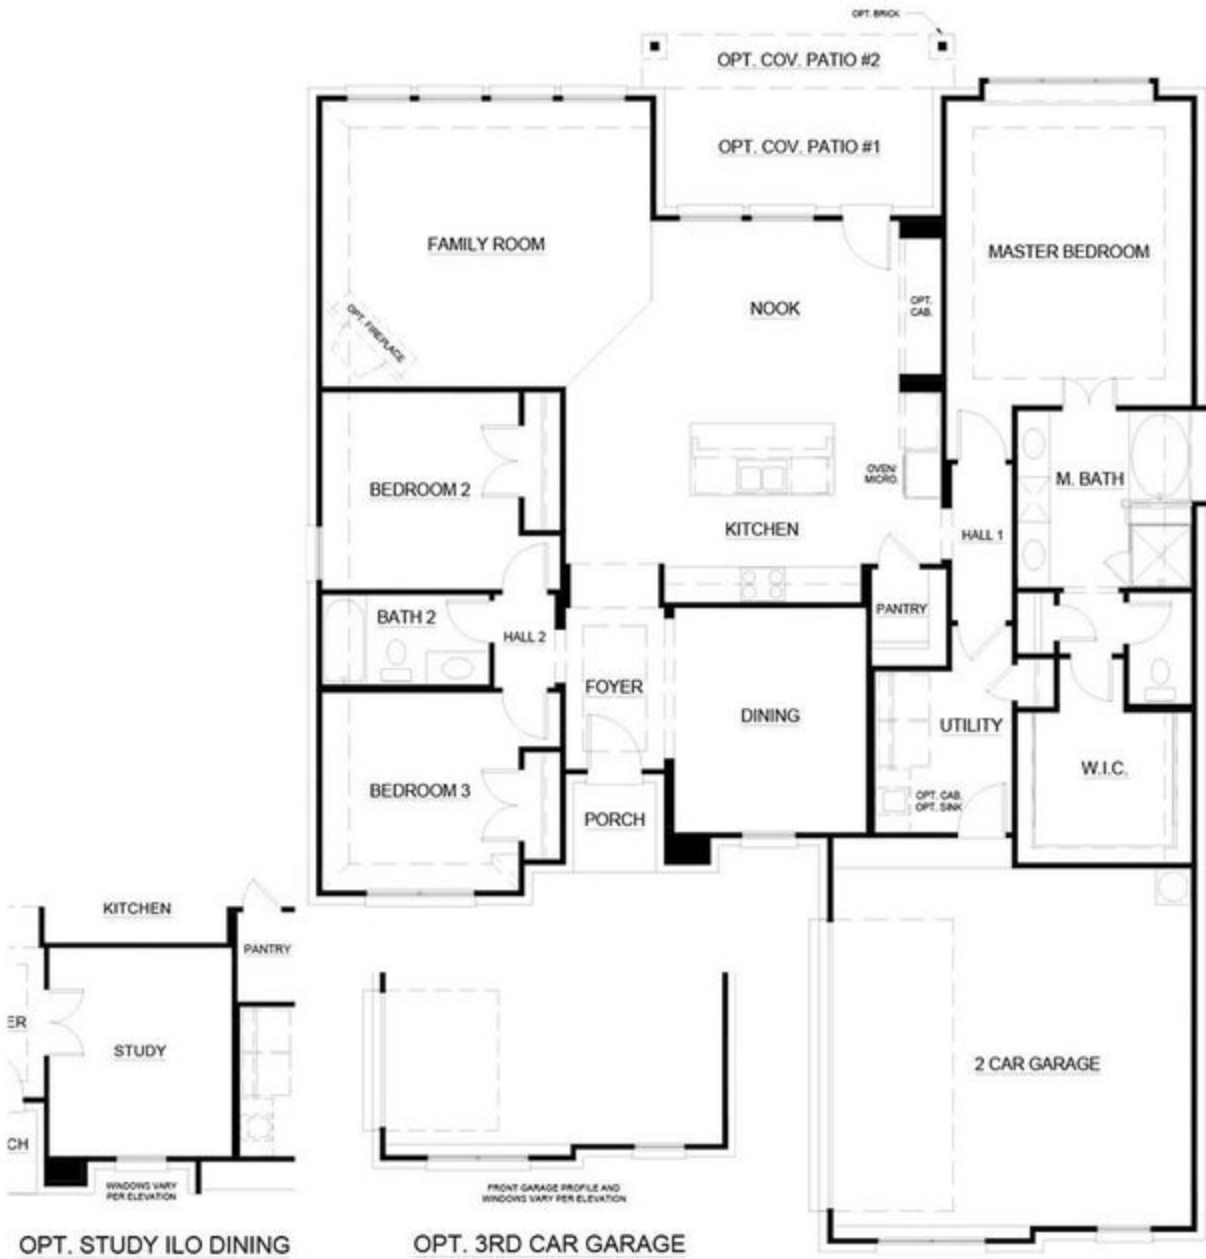 OPT. BRICK
OPT. COV. PATIO #2
OPT. COV. PATIO #1
FAMILY ROOM
MASTER BEDROOM
NOOK
OPT.
CAB.
OPT. FIREPLACE
BEDROOM 2
OVEN/
MICRO.
M. BATH
KITCHEN
HALL 1
BATH 2
HALL 2
PANTRY
FOYER
DINING
UTILITY
W.I.C.
BEDROOM 3
OPT. CAB.
OPT. SINK
PORCH
KITCHEN
PANTRY
ER
STUDY
CH
WINDOWS VARY
PER ELEVATION
OPT. STUDY ILO DINING
2 CAR GARAGE
FRONT GARAGE PROFILE AND
WINDOWS VARY PER ELEVATION
OPT. 3RD CAR GARAGE